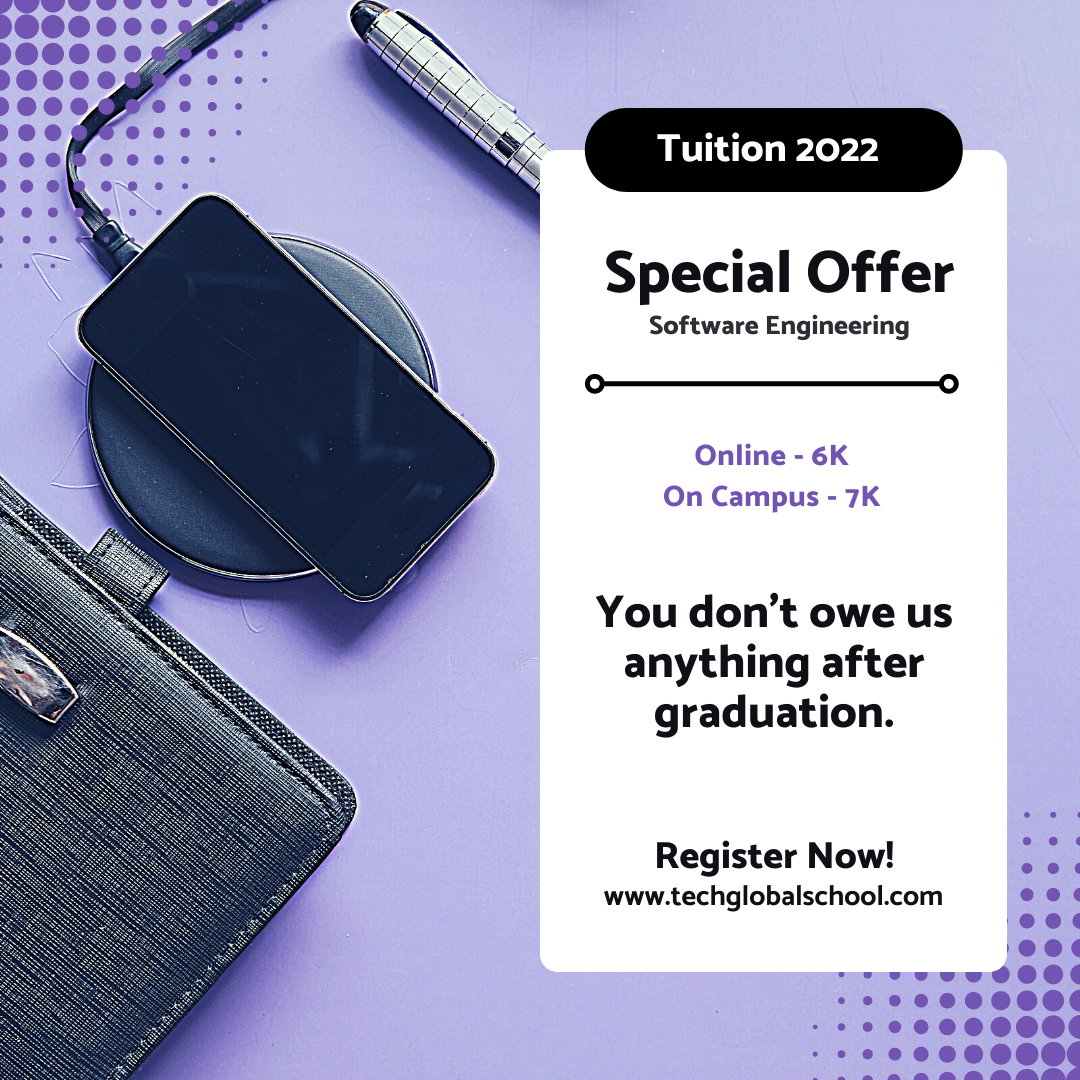 Tuition 2022
Special Offer
Software Engineering
Online - 6K
On Campus - 7K
You don't owe us
anything after
graduation.
Register Now!
www.techglobalschool.com